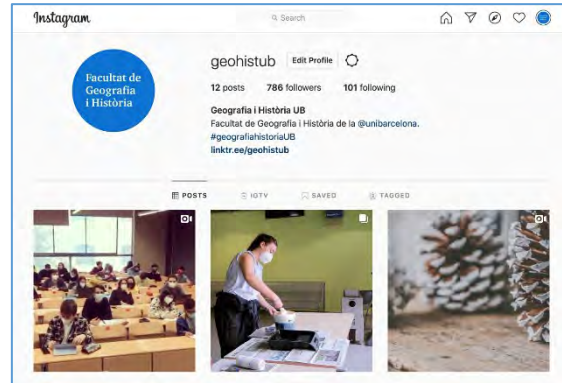 Instagram
Search
Facultat de
Geografia
i Història
geohistub Edit Profile
12 posts 786 followers 101 following
Geografia i Història UB
Facultat de Geografia i Història de la @unibarcelona.
#geografiahistoriaUB
linktr.ee/geohistub
POSTS IGTV SAVED TAGGED